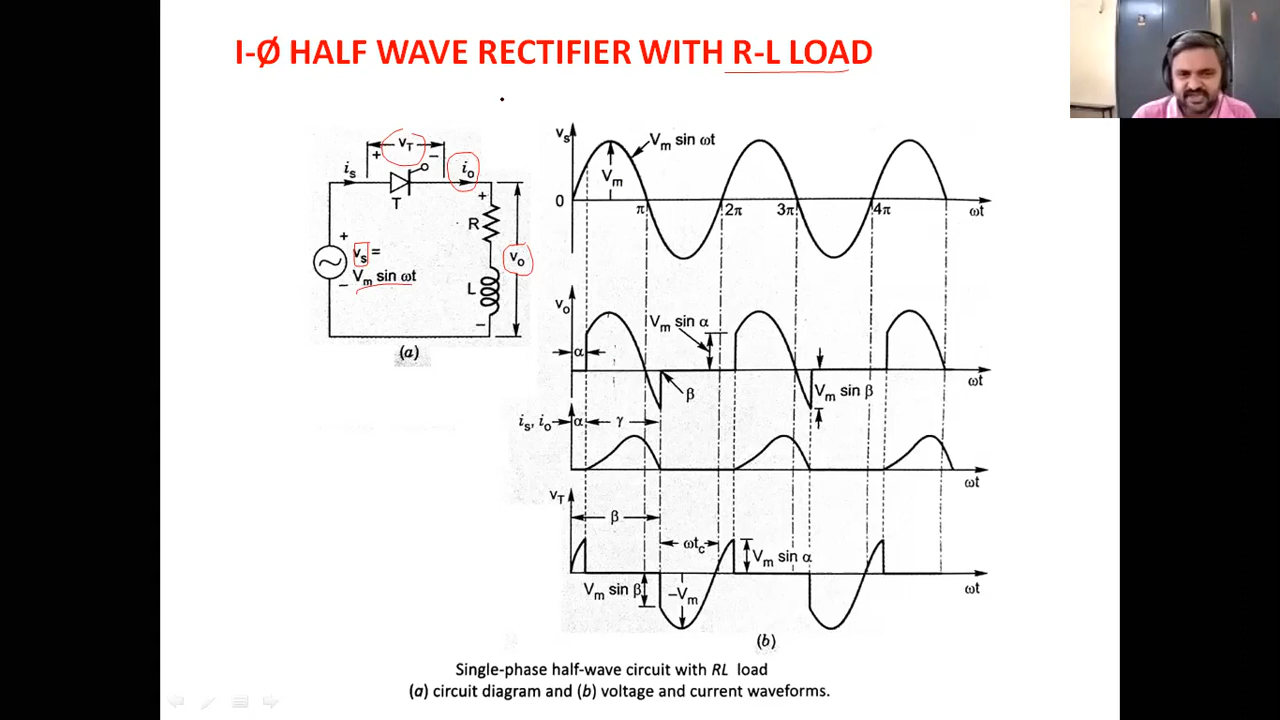 I-Ø HALF WAVE RECTIFIER WITH R-L LOAD
vT
+ −
is
io
T
+
R
+
vs =
Vm sin ωt
−
vo
L
−
(a)
vs
Vm sin ωt
Vm
0
π
2π
3π
4π
ωt
vo
Vm sin α
α
ωt
β
Vm sin β
is, io
α
γ
ωt
vT
β
ωtc
Vm sin α
Vm sin β
−Vm
ωt
(b)
Single-phase half-wave circuit with RL load
(a) circuit diagram and (b) voltage and current waveforms.